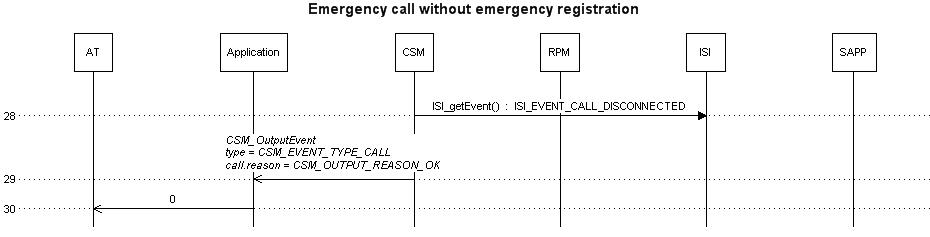 Emergency call without emergency registration
AT
Application
CSM
RPM
ISI
SAPP
ISI_getEvent() : ISI_EVENT_CALL_DISCONNECTED
28
CSM_OutputEvent
type = CSM_EVENT_TYPE_CALL
call.reason = CSM_OUTPUT_REASON_OK
29
0
30